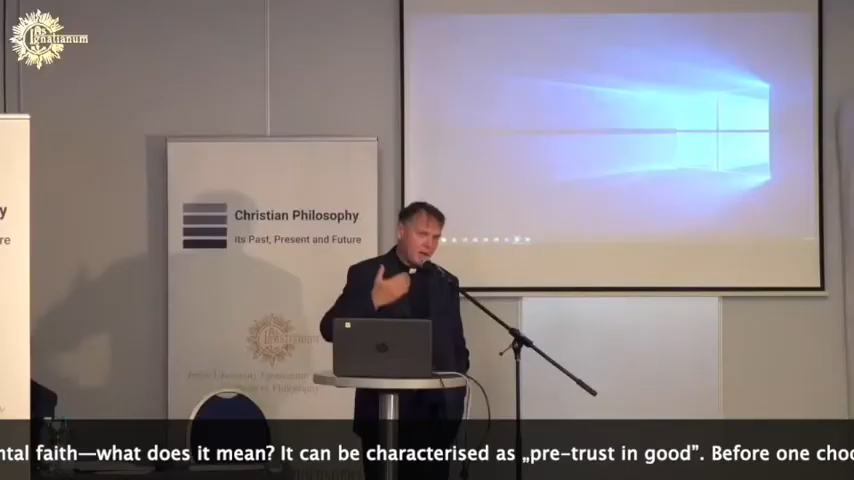 Ignatianum
y
re
Christian Philosophy
Its Past, Present and Future
Ignatianum
ntal faith—what does it mean? It can be characterised as „pre-trust in good”. Before one choo